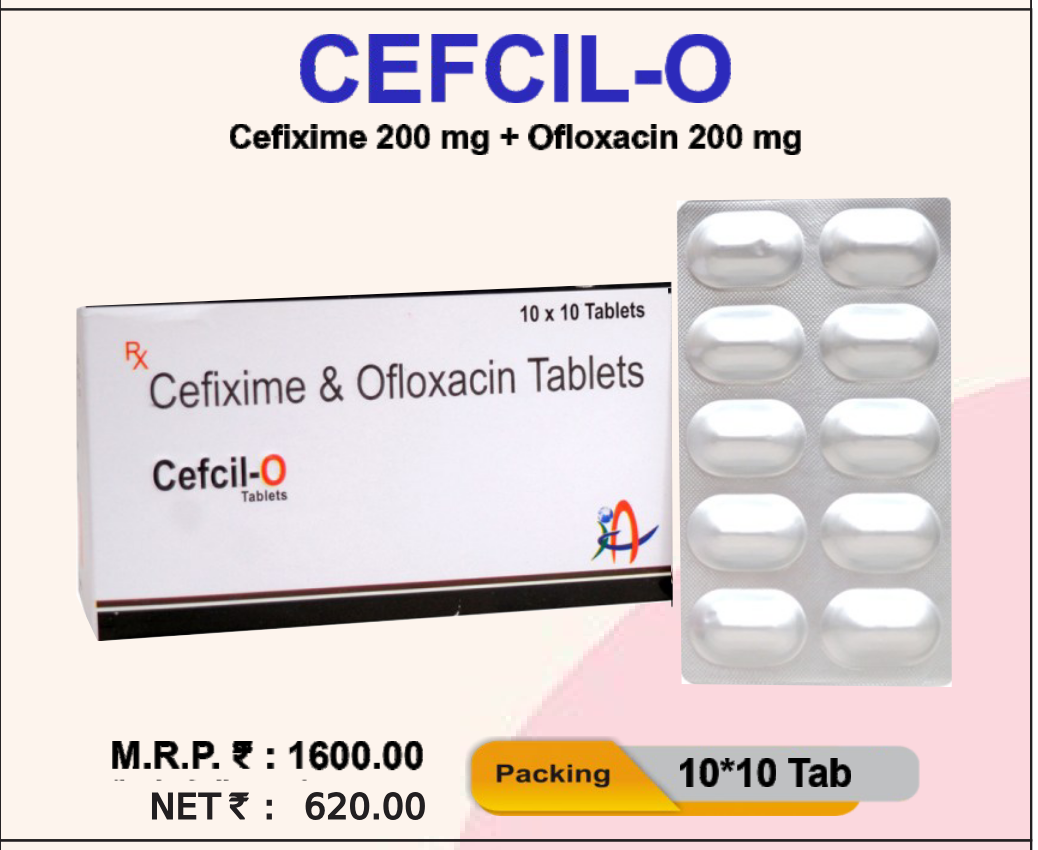 CEFCIL-O
Cefixime 200 mg + Ofloxacin 200 mg
10 x 10 Tablets
Rx
Cefixime & Ofloxacin Tablets
Cefcil-O
Tablets
M.R.P. ₹ : 1600.00
NET ₹ : 620.00
Packing
10*10 Tab